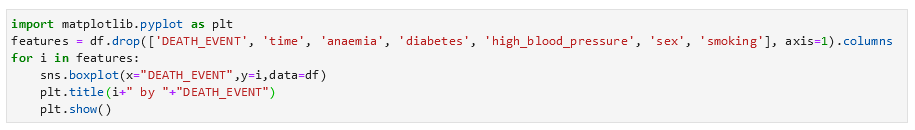 import matplotlib.pyplot as plt
features = df.drop(['DEATH_EVENT', 'time', 'anaemia', 'diabetes', 'high_blood_pressure', 'sex', 'smoking'], axis=1).columns
for i in features:
    sns.boxplot(x="DEATH_EVENT",y=i,data=df)
    plt.title(i+" by "+"DEATH_EVENT")
    plt.show()